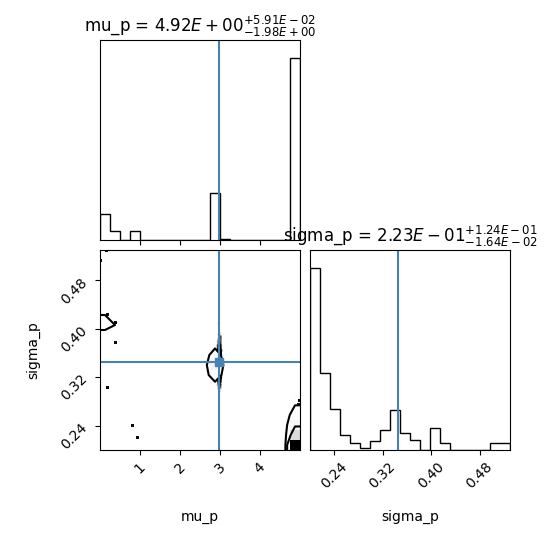 mu_p = 4.92E + 00+5.91E − 02 −1.98E + 00
sigma_p = 2.23E − 01+1.24E − 01 −1.64E − 02
sigma_p
0.48
0.40
0.32
0.24
1 2 3 4
0.24 0.32 0.40 0.48
mu_p
sigma_p